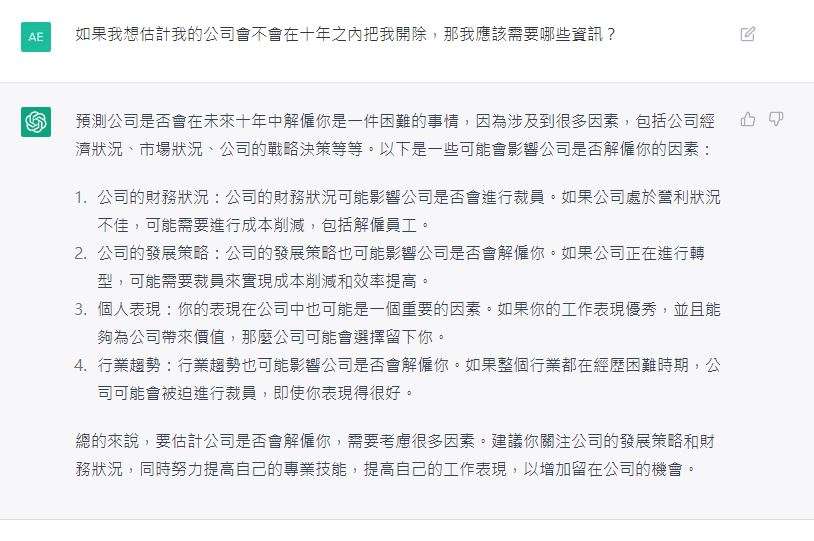 AE
如果我想估計我的公司會不會在十年之內把我開除，那我應該需要哪些資訊？
預測公司是否會在未來十年中解僱你是一件困難的事情，因為涉及到很多因素，包括公司經
濟狀況、市場狀況、公司的戰略決策等等。以下是一些可能會影響公司是否解僱你的因素：
1. 公司的財務狀況：公司的財務狀況可能影響公司是否會進行裁員。如果公司處於營利狀況
不佳，可能需要進行成本削減，包括解僱員工。
2. 公司的發展策略：公司的發展策略也可能影響公司是否會解僱你。如果公司正在進行轉
型，可能需要裁員來實現成本削減和效率提高。
3. 個人表現：你的表現在公司中也可能是一個重要的因素。如果你的工作表現優秀，並且能
夠為公司帶來價值，那麼公司可能會選擇留下你。
4. 行業趨勢：行業趨勢也可能影響公司是否會解僱你。如果整個行業都在經歷困難時期，公
司可能會被迫進行裁員，即使你表現得很好。
總的來說，要估計公司是否會解僱你，需要考慮很多因素。建議你關注公司的發展策略和財
務狀況，同時努力提高自己的專業技能，提高自己的工作表現，以增加留在公司的機會。